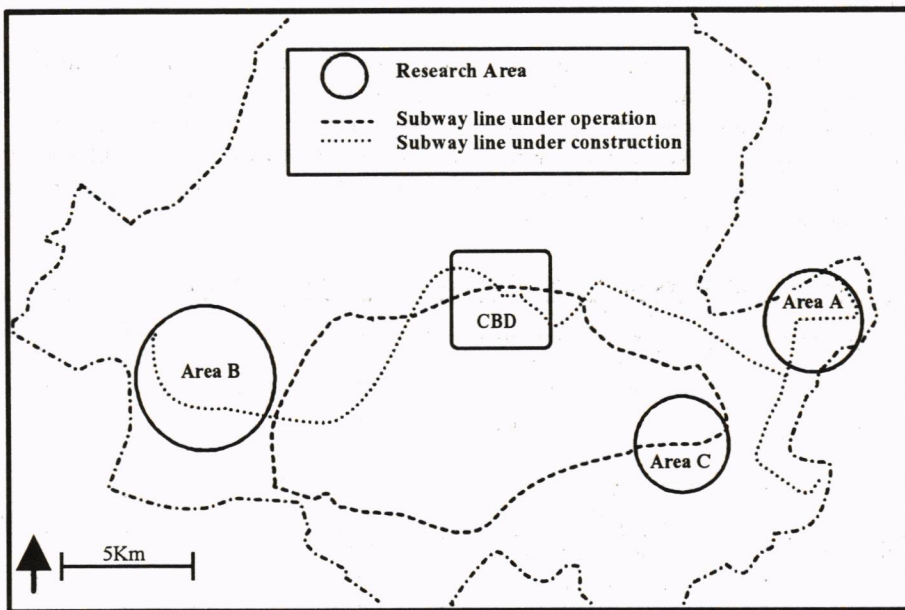 Research Area
Subway line under operation
Subway line under construction
Area A
CBD
Area B
Area C
5Km